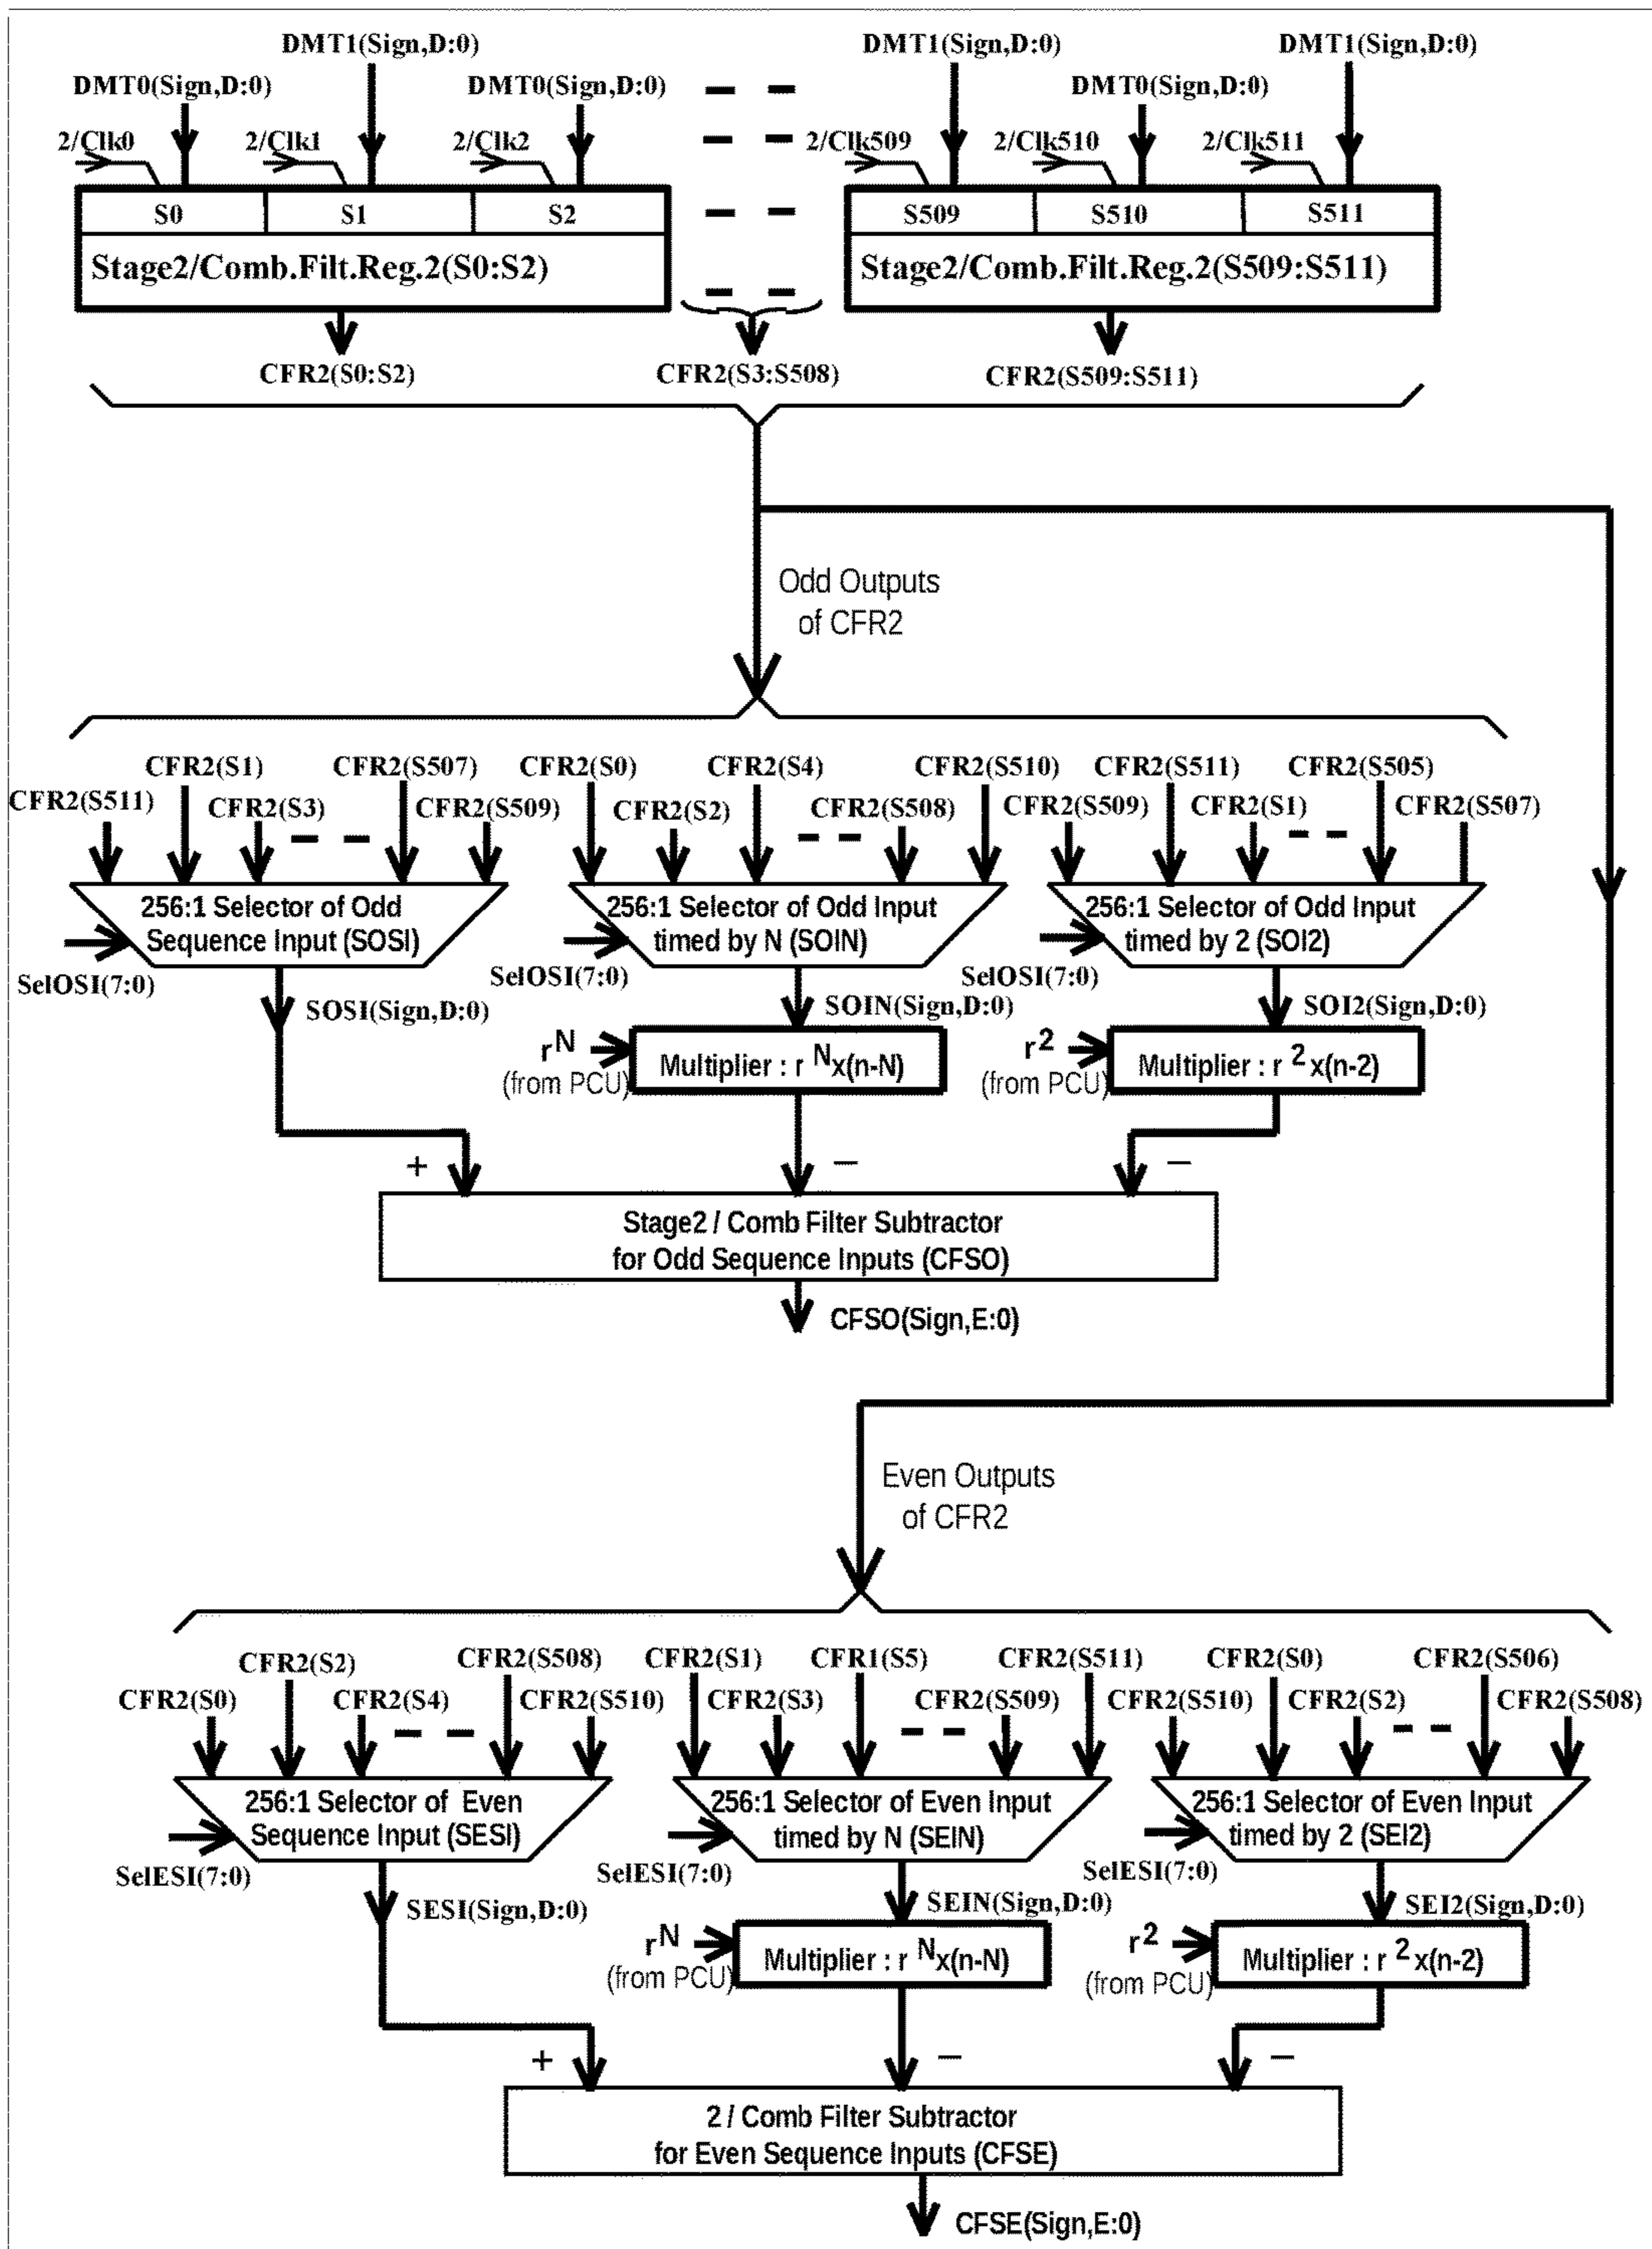 DMT1(Sign,D:0)
DMT1(Sign,D:0)
DMT1(Sign,D:0)
DMT0(Sign,D:0)
DMT0(Sign,D:0)
DMT0(Sign,D:0)
2/Clk0
2/Clk1
2/Clk2
2/Clk509
2/Clk510
2/Clk511
S0
S1
S2
S509
S510
S511
Stage2/Comb.Filt.Reg.2(S0:S2)
Stage2/Comb.Filt.Reg.2(S509:S511)
CFR2(S0:S2)
CFR2(S3:S508)
CFR2(S509:S511)
Odd Outputs
of CFR2
CFR2(S1)
CFR2(S507)
CFR2(S0)
CFR2(S4)
CFR2(S510)
CFR2(S511)
CFR2(S505)
CFR2(S511)
CFR2(S3)
CFR2(S509)
CFR2(S2)
CFR2(S508)
CFR2(S509)
CFR2(S1)
CFR2(S507)
256:1 Selector of Odd
Sequence Input (SOSI)
256:1 Selector of Odd Input
timed by N (SOIN)
256:1 Selector of Odd Input
timed by 2 (SOI2)
SelOSI(7:0)
SelOSI(7:0)
SelOSI(7:0)
SOSI(Sign,D:0)
SOIN(Sign,D:0)
SOI2(Sign,D:0)
r^N
(from PCU)
Multiplier : r ^N x(n-N)
r^2
(from PCU)
Multiplier : r ^2 x(n-2)
+
–
–
Stage2 / Comb Filter Subtractor
for Odd Sequence Inputs (CFSO)
CFSO(Sign,E:0)
Even Outputs
of CFR2
CFR2(S2)
CFR2(S508)
CFR2(S1)
CFR1(S5)
CFR2(S511)
CFR2(S0)
CFR2(S506)
CFR2(S0)
CFR2(S4)
CFR2(S510)
CFR2(S3)
CFR2(S509)
CFR2(S510)
CFR2(S2)
CFR2(S508)
256:1 Selector of Even
Sequence Input (SESI)
256:1 Selector of Even Input
timed by N (SEIN)
256:1 Selector of Even Input
timed by 2 (SEI2)
SelESI(7:0)
SelESI(7:0)
SelESI(7:0)
SESI(Sign,D:0)
SEIN(Sign,D:0)
SEI2(Sign,D:0)
r^N
(from PCU)
Multiplier : r ^N x(n-N)
r^2
(from PCU)
Multiplier : r ^2 x(n-2)
+
–
–
2 / Comb Filter Subtractor
for Even Sequence Inputs (CFSE)
CFSE(Sign,E:0)